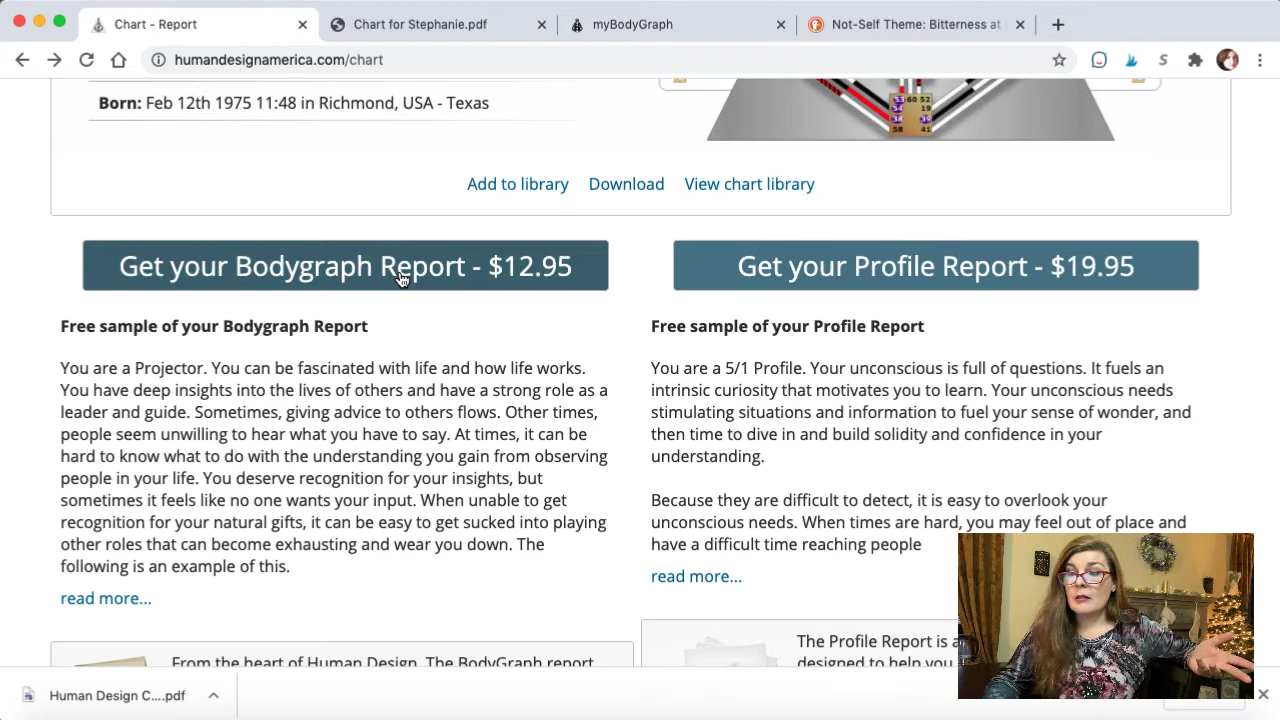 Chart - Report
Chart for Stephanie.pdf
myBodyGraph
Not-Self Theme: Bitterness at
humandesignamerica.com/chart
Born: Feb 12th 1975 11:48 in Richmond, USA - Texas
53 60 52
54 19
38 39
58 41
Add to library Download View chart library
Get your Bodygraph Report - $12.95
Get your Profile Report - $19.95
Free sample of your Bodygraph Report
You are a Projector. You can be fascinated with life and how life works.
You have deep insights into the lives of others and have a strong role as a
leader and guide. Sometimes, giving advice to others flows. Other times,
people seem unwilling to hear what you have to say. At times, it can be
hard to know what to do with the understanding you gain from observing
people in your life. You deserve recognition for your insights, but
sometimes it feels like no one wants your input. When unable to get
recognition for your natural gifts, it can be easy to get sucked into playing
other roles that can become exhausting and wear you down. The
following is an example of this.
read more...
Free sample of your Profile Report
You are a 5/1 Profile. Your unconscious is full of questions. It fuels an
intrinsic curiosity that motivates you to learn. Your unconscious needs
stimulating situations and information to fuel your sense of wonder, and
then time to dive in and build solidity and confidence in your
understanding.
Because they are difficult to detect, it is easy to overlook your
unconscious needs. When times are hard, you may feel out of place and
have a difficult time reaching people
read more...
From the heart of Human Design, The BodyGraph report
The Profile Report is a
designed to help you
Human Design C....pdf